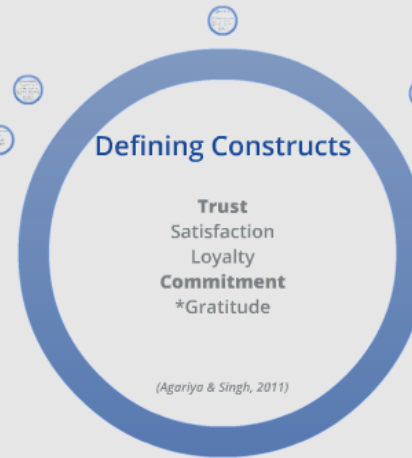 Defining Constructs
Trust
Satisfaction
Loyalty
Commitment
*Gratitude
(Agariya & Singh, 2011)